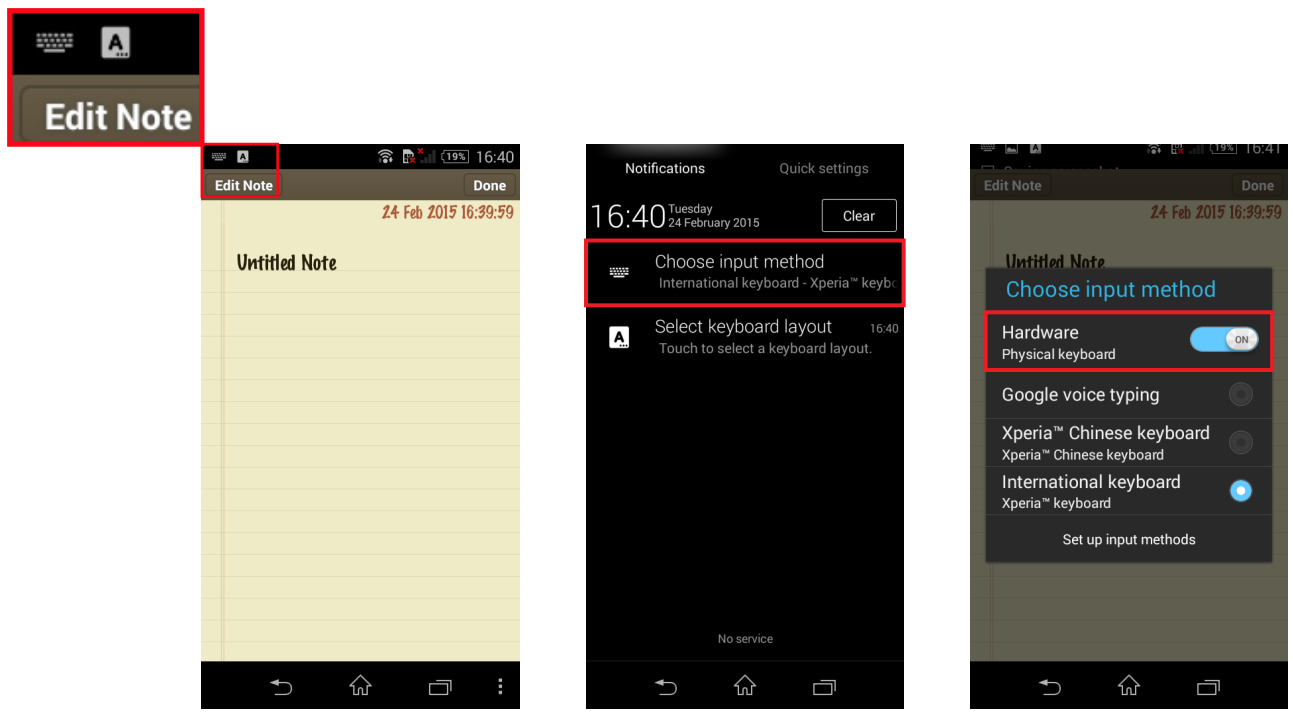 A
Edit Note
A
19%
16:40
Edit Note
Done
24 Feb 2015 16:39:59
Untitled Note
Notifications
Quick settings
16:40
Tuesday
24 February 2015
Clear
Choose input method
International keyboard - Xperia™ keybo
A
Select keyboard layout
16:40
Touch to select a keyboard layout.
No service
A
19%
16:41
Edit Note
Done
24 Feb 2015 16:39:59
Untitled Note
Choose input method
Hardware
ON
Physical keyboard
Google voice typing
Xperia™ Chinese keyboard
Xperia™ Chinese keyboard
International keyboard
Xperia™ keyboard
Set up input methods